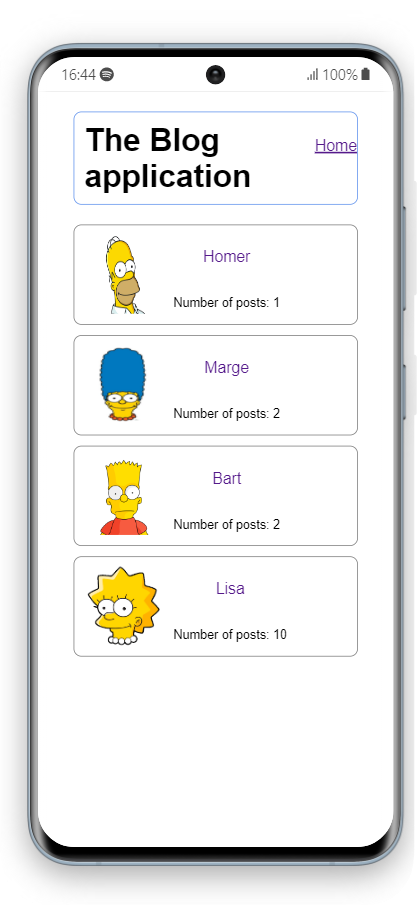 16:44 100%
The Blog
application
Home
Homer
Number of posts: 1
Marge
Number of posts: 2
Bart
Number of posts: 2
Lisa
Number of posts: 10